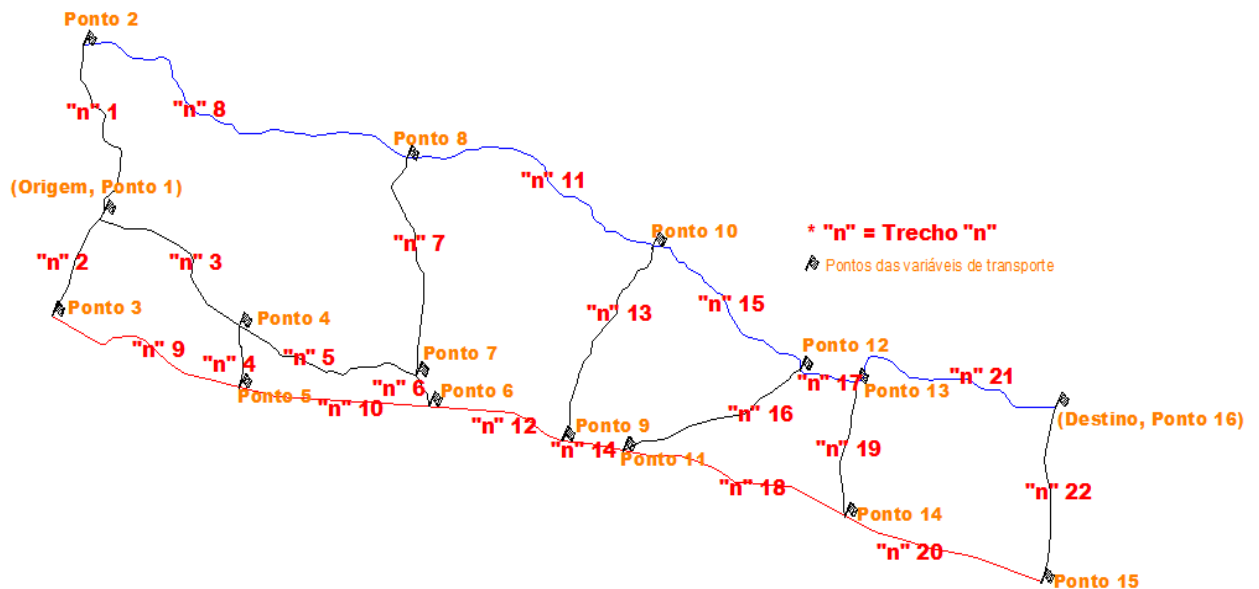 Ponto 2
"n" 1
"n" 8
Ponto 8
"n" 11
(Origem, Ponto 1)
"n" 2
"n" 3
"n" 7
Ponto 10
* "n" = Trecho "n"
Pontos das variáveis de transporte
Ponto 3
Ponto 4
"n" 13
"n" 15
"n" 9
"n" 4
"n" 5
Ponto 7
Ponto 12
"n" 17
Ponto 13
"n" 21
Ponto 5
"n" 10
"n" 6
Ponto 6
"n" 12
Ponto 9
"n" 16
(Destino, Ponto 16)
"n" 14
Ponto 11
"n" 19
"n" 18
"n" 22
Ponto 14
"n" 20
Ponto 15